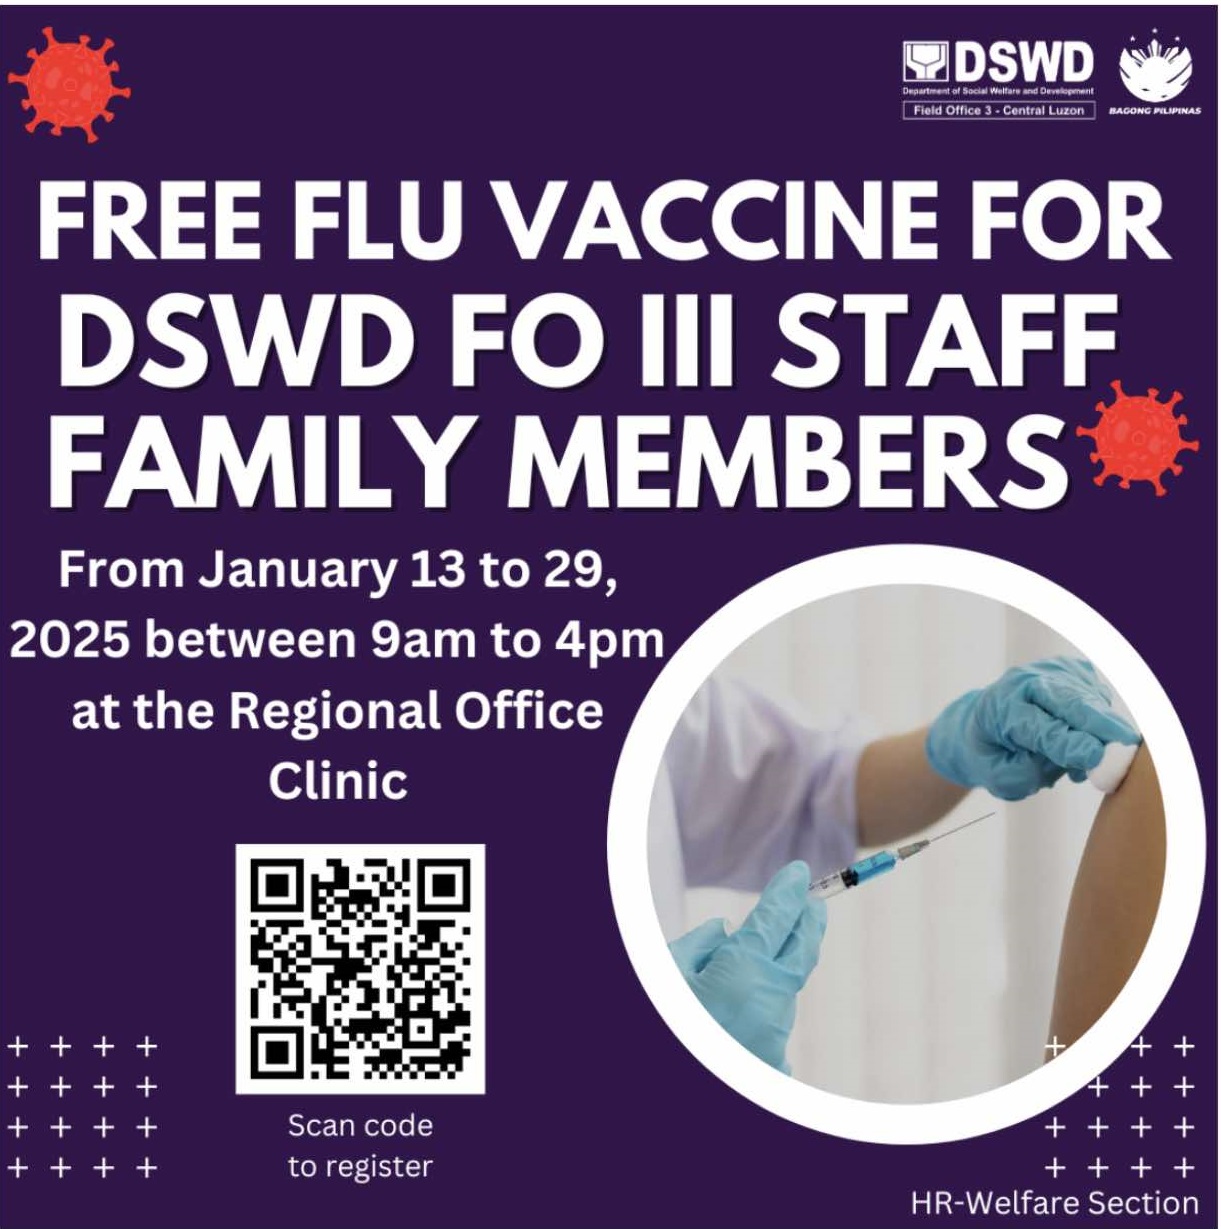 DSWD
Department of Social Welfare and Development
Field Office 3 - Central Luzon
BAGONG PILIPINAS
FREE FLU VACCINE FOR
DSWD FO III STAFF
FAMILY MEMBERS
From January 13 to 29,
2025 between 9am to 4pm
at the Regional Office
Clinic
Scan code
to register
HR-Welfare Section